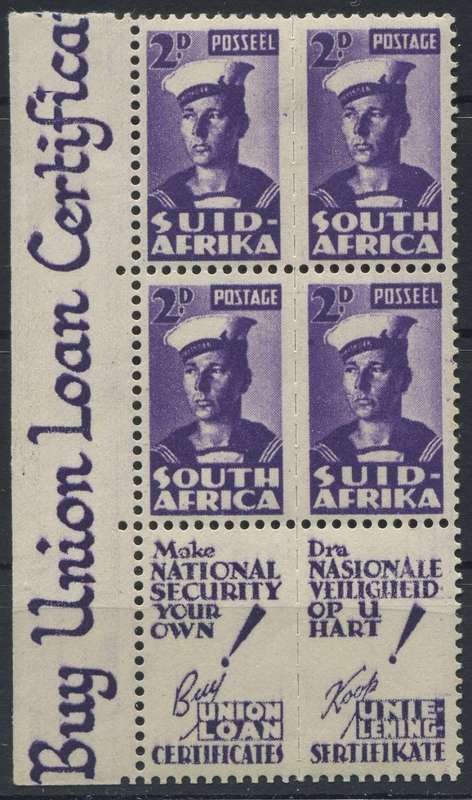 Buy Union Loan Certifica
2D. POSSEEL
SUID-
AFRIKA
2D. POSTAGE
SOUTH
AFRICA
2D. POSTAGE
SOUTH
AFRICA
2D. POSSEEL
SUID-
AFRIKA
Make
NATIONAL
SECURITY
YOUR
OWN!
Buy
UNION
LOAN
CERTIFICATES
Dra
NASIONALE
VEILIGHEID
OP U
HART!
Koop
UNIE-
LENING-
SERTIFIKATE